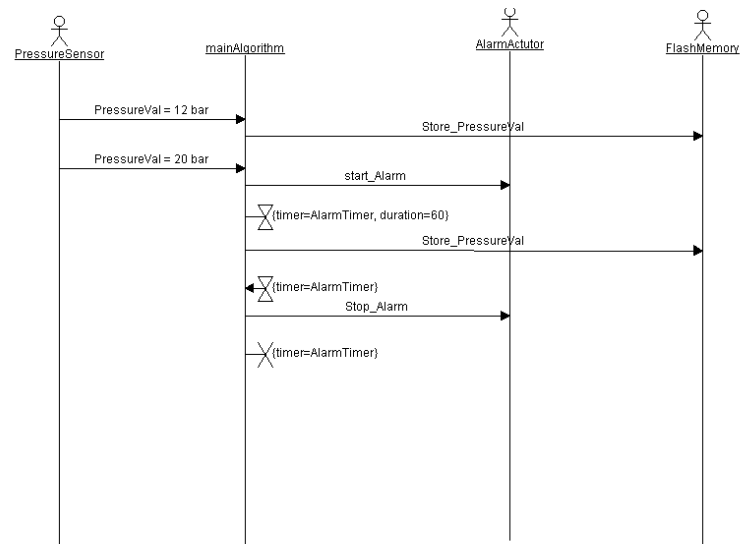 PressureSensor
mainAlgorithm
AlarmActutor
FlashMemory
PressureVal = 12 bar
Store_PressureVal
PressureVal = 20 bar
start_Alarm
{timer=AlarmTimer, duration=60}
Store_PressureVal
{timer=AlarmTimer}
Stop_Alarm
{timer=AlarmTimer}